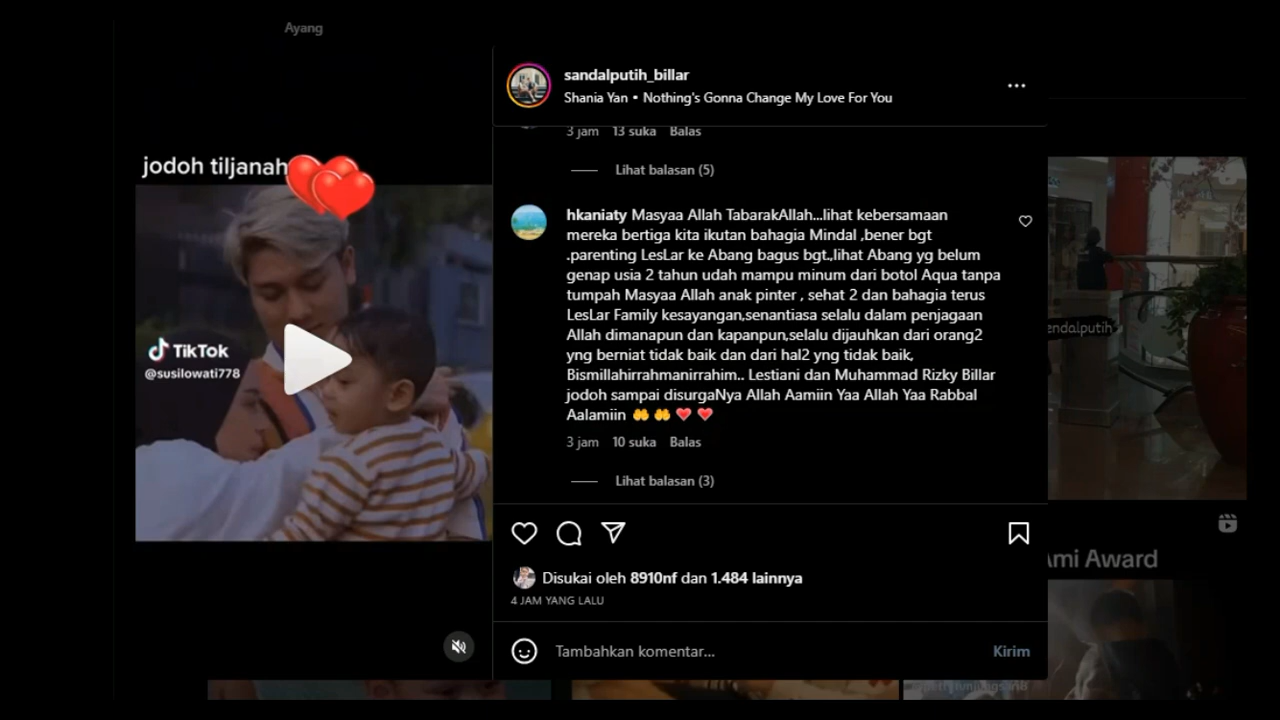 Ayang
sandalputih_billar
Shania Yan • Nothing's Gonna Change My Love For You
3 jam 13 suka Balas
Lihat balasan (5)
jodoh tiljanah
hkaniaty Masyaa Allah TabarakAllah...lihat kebersamaan
mereka bertiga kita ikutan bahagia Mindal ,bener bgt
.parenting LesLar ke Abang bagus bgt.,lihat Abang yg belum
genap usia 2 tahun udah mampu minum dari botol Aqua tanpa
tumpah Masyaa Allah anak pinter , sehat 2 dan bahagia terus
LesLar Family kesayangan,senantiasa selalu dalam penjagaan
Allah dimanapun dan kapanpun,selalu dijauhkan dari orang2
yng berniat tidak baik dan dari hal2 yng tidak baik,
Bismillahirrahmanirrahim.. Lestiani dan Muhammad Rizky Billar
jodoh sampai disurgaNya Allah Aamiin Yaa Allah Yaa Rabbal
Aalamiin 🤲 🤲 ❤️ ❤️
3 jam 10 suka Balas
Lihat balasan (3)
TikTok
@susilowati778
endalputih
Disukai oleh 8910nf dan 1.484 lainnya
4 JAM YANG LALU
Ami Award
Tambahkan komentar...
Kirim